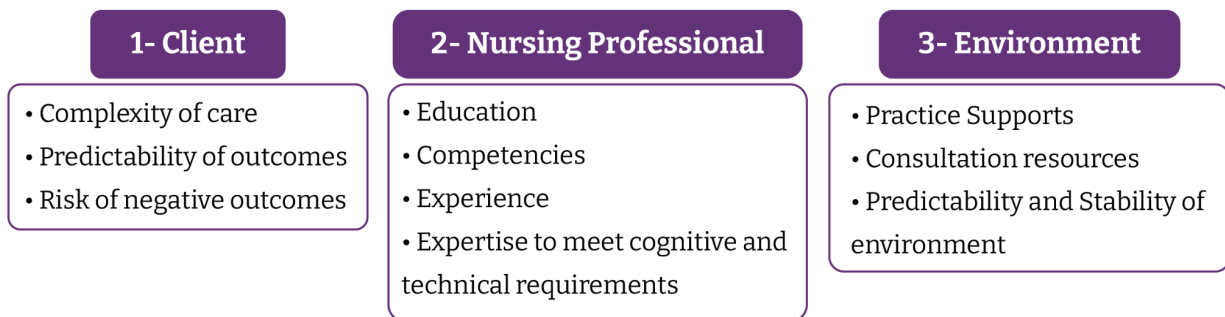 1- Client
• Complexity of care
• Predictability of outcomes
• Risk of negative outcomes
2- Nursing Professional
• Education
• Competencies
• Experience
• Expertise to meet cognitive and
technical requirements
3- Environment
• Practice Supports
• Consultation resources
• Predictability and Stability of
environment